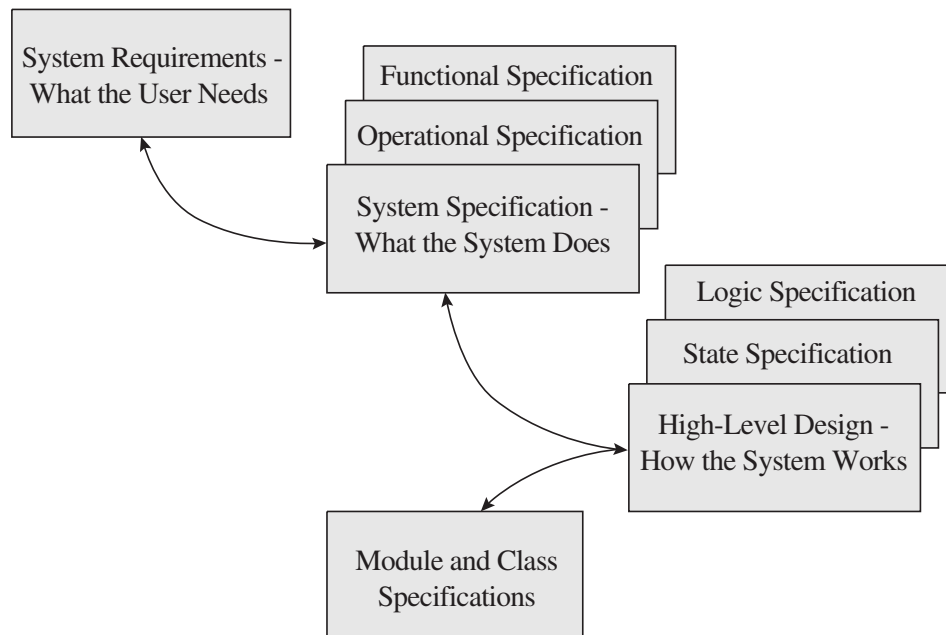 System Requirements -
What the User Needs
Functional Specification
Operational Specification
System Specification -
What the System Does
Logic Specification
State Specification
High-Level Design -
How the System Works
Module and Class
Specifications